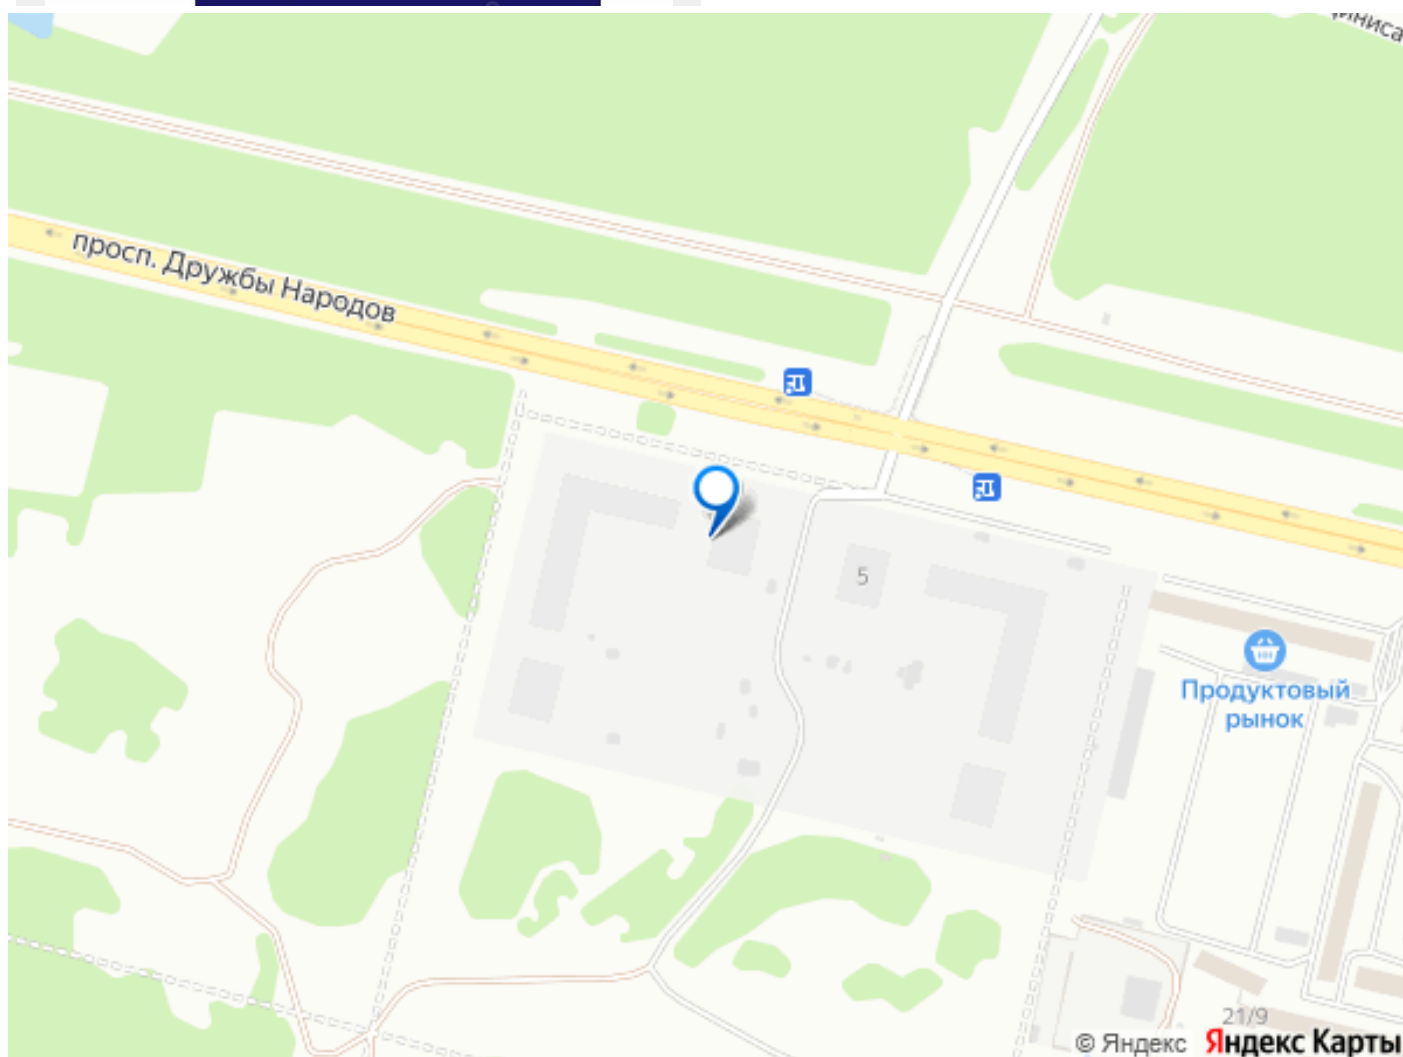 просп. Дружбы Народов
5
Продуктовый
рынок
21/9
© Яндекс Яндекс Карты